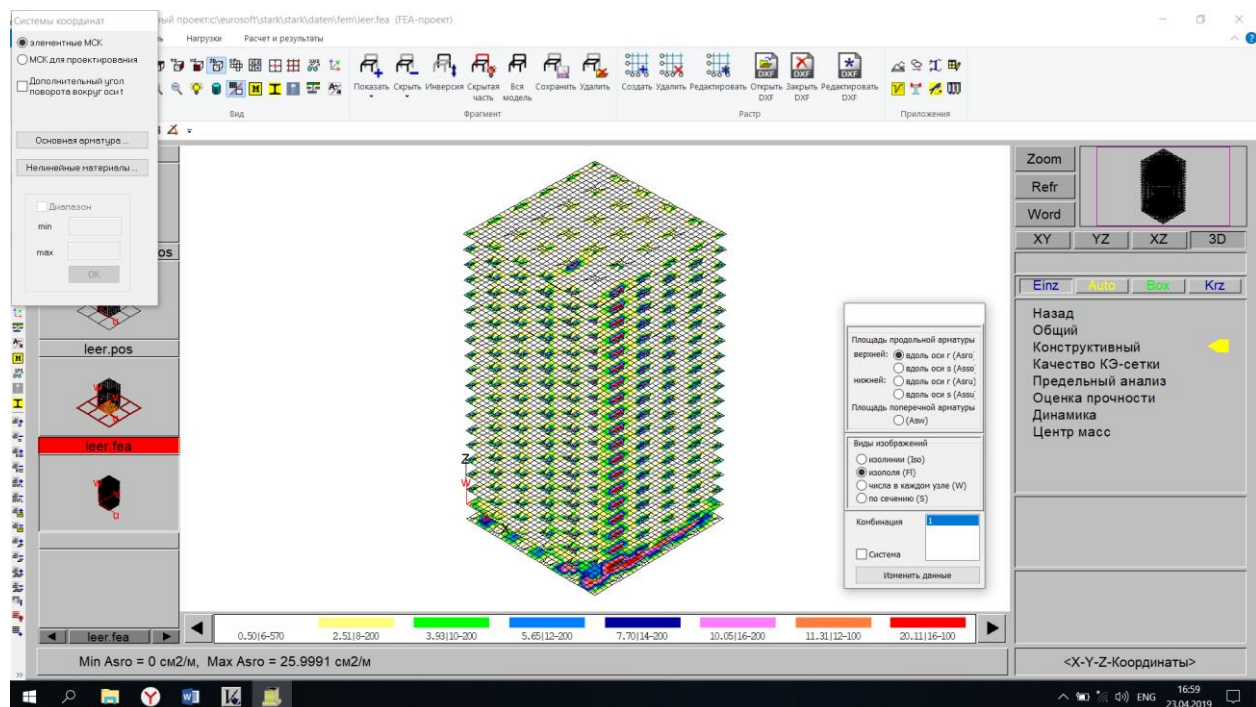 Системы координат
ный проект:c:\eurosoft\stark\stark\daten\fem\leer.fea (FEA-проект)
элементные МСК
МСК для проектирования
Дополнительный угол
поворота вокруг оси t
Основная арматура ...
Нелинейные материалы ...
Диапазон
min
max
OK
Нагрузки
Расчет и результаты
Показать
Скрыть
Инверсия
Скрытая часть
Вся модель
Сохранить
Удалить
Создать
Удалить
Редактировать
Открыть DXF
Закрыть DXF
Редактировать DXF
Вид
Фрагмент
Растр
Приложения
os
leer.pos
leer.fea
leer.fea
Z
W
Площадь продольной арматуры
верхней:
вдоль оси r (Asro)
вдоль оси s (Asso)
нижней:
вдоль оси r (Asru)
вдоль оси s (Assu)
Площадь поперечной арматуры
(Asw)
Виды изображений
изолинии (Iso)
изополя (Fl)
числа в каждом узле (W)
по сечению (S)
Комбинация
1
Система
Изменить данные
Zoom
Refr
Word
XY
YZ
XZ
3D
Einz
Auto
Box
Krz
Назад
Общий
Конструктивный
Качество КЭ-сетки
Предельный анализ
Оценка прочности
Динамика
Центр масс
0.50|6-570
2.51|8-200
3.93|10-200
5.65|12-200
7.70|14-200
10.05|16-200
11.31|12-100
20.11|16-100
Min Asro = 0 см2/м, Max Asro = 25.9991 см2/м
<X-Y-Z-Координаты>
ENG
16:59
23.04.2019